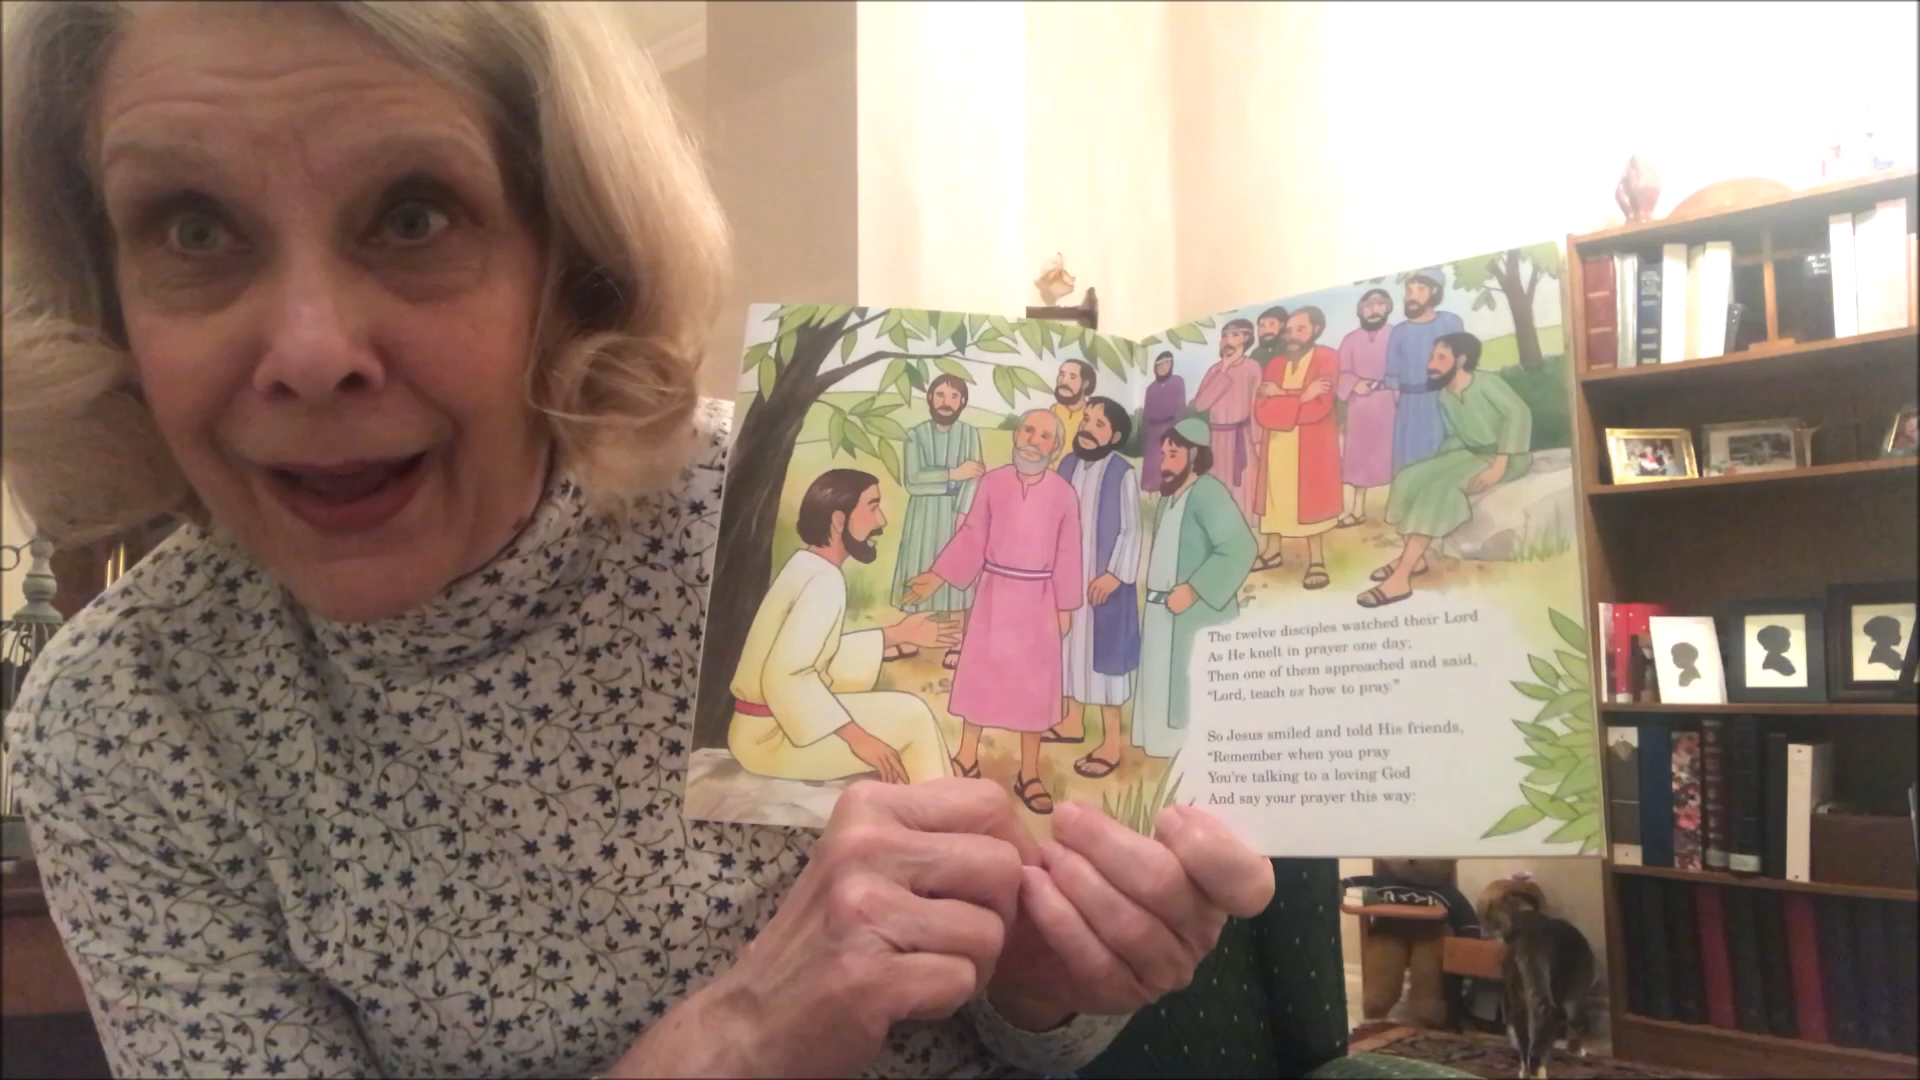 The twelve disciples watched their Lord
As He knelt in prayer one day;
Then one of them approached and said,
"Lord, teach us how to pray."
So Jesus smiled and told His friends,
"Remember when you pray
You're talking to a loving God
And say your prayer this way: